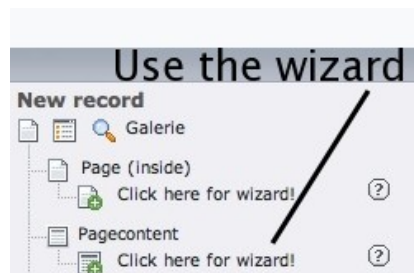 Use the wizard
New record
Galerie
Page (inside)
Click here for wizard!
?
Pagecontent
Click here for wizard!
?